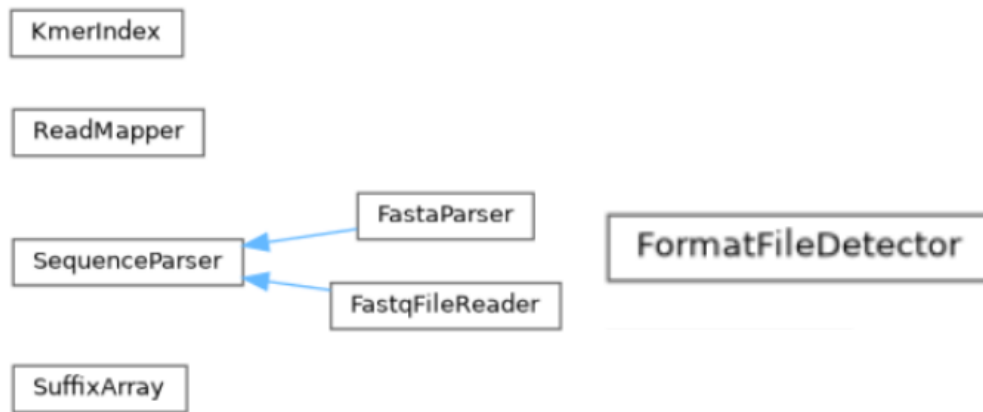 KmerIndex
ReadMapper
FastaParser
SequenceParser
FormatFileDetector
FastqFileReader
SuffixArray